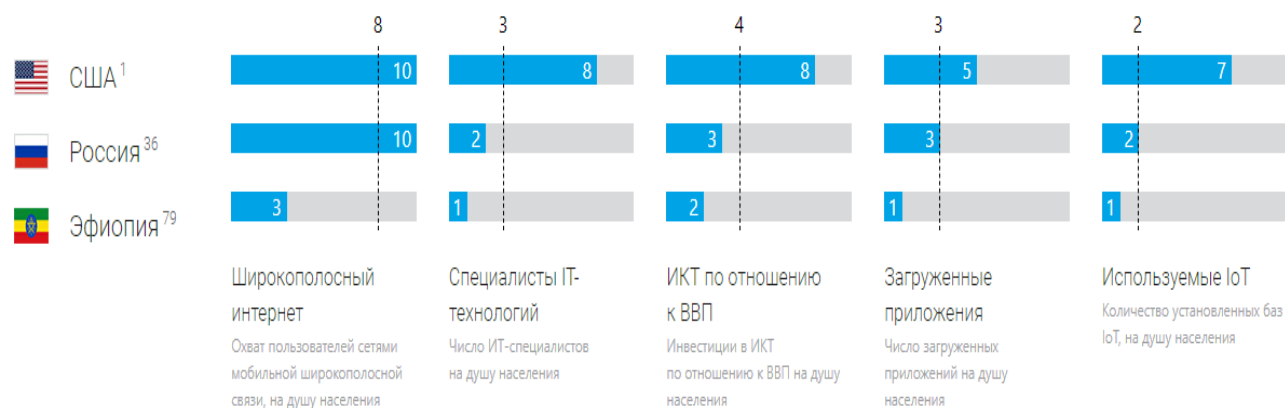 8 3 4 3 2
США 1 10 8 8 5 7
Россия 36 10 2 3 3 2
Эфиопия 79 3 1 2 1 1
Широкополосный
интернет
Охват пользователей сетями
мобильной широкополосной
связи, на душу населения
Специалисты IT-
технологий
Число ИТ-специалистов
на душу населения
ИКТ по отношению
к ВВП
Инвестиции в ИКТ
по отношению к ВВП на душу
населения
Загруженные
приложения
Число загруженных
приложений на душу
населения
Используемые IoT
Количество установленных баз
IoT, на душу населения